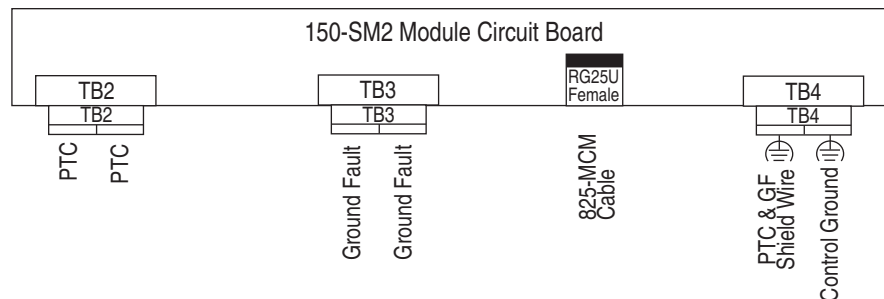 150-SM2 Module Circuit Board
TB2
TB3
RG25U
Female
TB4
TB2
TB3
TB4
PTC
PTC
Ground Fault
Ground Fault
825-MCM
Cable
PTC & GF
Shield Wire
Control Ground